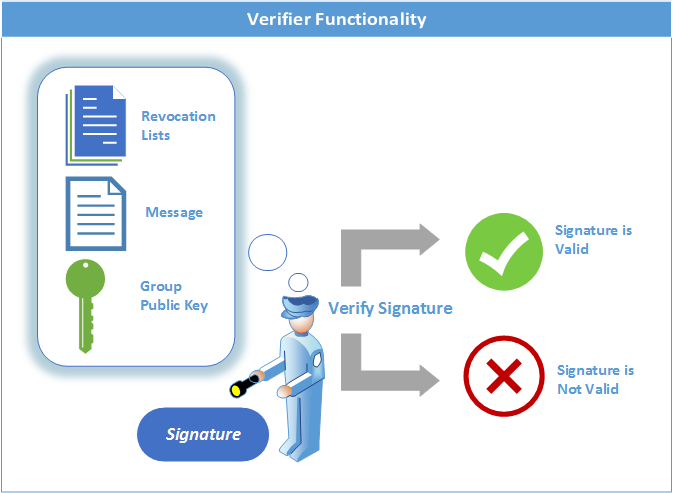 Verifier Functionality
Revocation
Lists
Message
Group
Public Key
Signature
Verify Signature
Signature is
Valid
Signature is
Not Valid